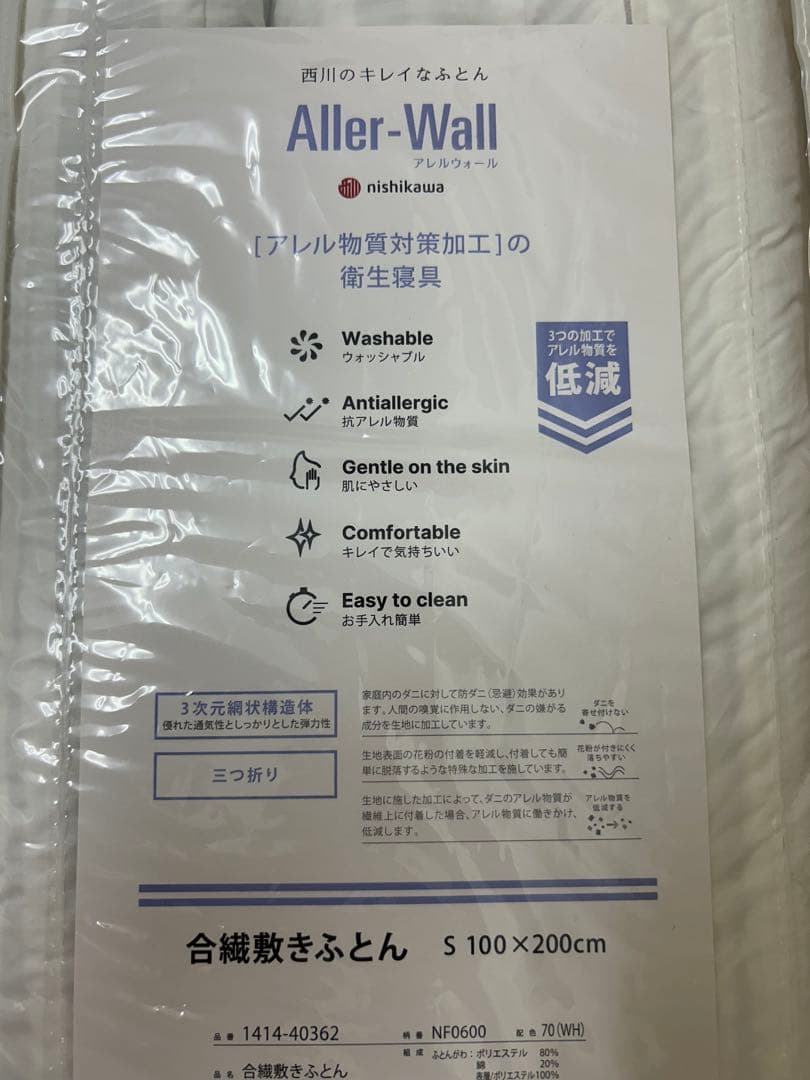 西川のキレイなふとん
Aller-Wall
アレルウォール
nishikawa
[アレル物質対策加工]の
衛生寝具
Washable
ウォッシャブル
Antiallergic
抗アレル物質
Gentle on the skin
肌にやさしい
Comfortable
キレイで気持ちいい
Easy to clean
お手入れ簡単
3つの加工で
アレル物質を
低減
3次元網状構造体
優れた通気性としっかりとした弾力性
三つ折り
家庭内のダニに対して防ダニ(忌避)効果があり
ます。人間の嗅覚に作用しない、ダニの嫌がる
成分を生地に加工しています。
ダニを
寄せ付けない
生地表面の花粉の付着を軽減し、付着しても簡
単に脱落するような特殊な加工を施しています。
花粉が付きにくく
落ちやすい
生地に施した加工によって、ダニのアレル物質が
繊維上に付着した場合、アレル物質に働きかけ、
低減します。
アレル物質を
低減する
合繊敷きふとん S 100×200cm
品番 1414-40362 柄番 NF0600 配色 70(WH)
組成 ふとんがわ:ポリエステル 80%
綿 20%
品名 合繊敷きふとん 表層/ポリエステル100%